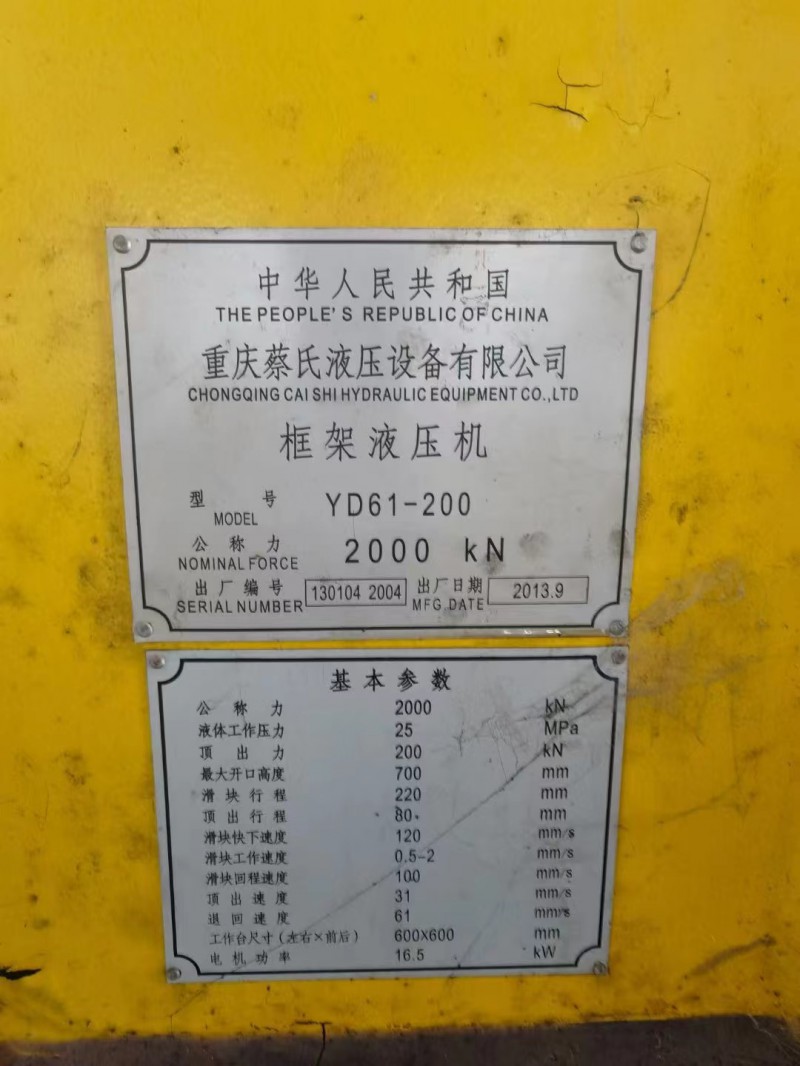 中华人民共和国
THE PEOPLE'S REPUBLIC OF CHINA
重庆蔡氏液压设备有限公司
CHONGQING CAI SHI HYDRAULIC EQUIPMENT CO.,LTD
框架液压机
型号 YD61-200
MODEL
公称力 2000 kN
NOMINAL FORCE
出厂编号 130104 2004 出厂日期 2013.9
SERIAL NUMBER MFG DATE
基本参数
公称力 2000 kN
液体工作压力 25 MPa
顶出力 200 kN
最大开口高度 700 mm
滑块行程 220 mm
顶出行程 80 mm
滑块快下速度 120 mm/s
滑块工作速度 0.5-2 mm/s
滑块回程速度 100 mm/s
顶出速度 31 mm/s
退回速度 61 mm/s
工作台尺寸(左右×前后) 600X600 mm
电机功率 16.5 kW